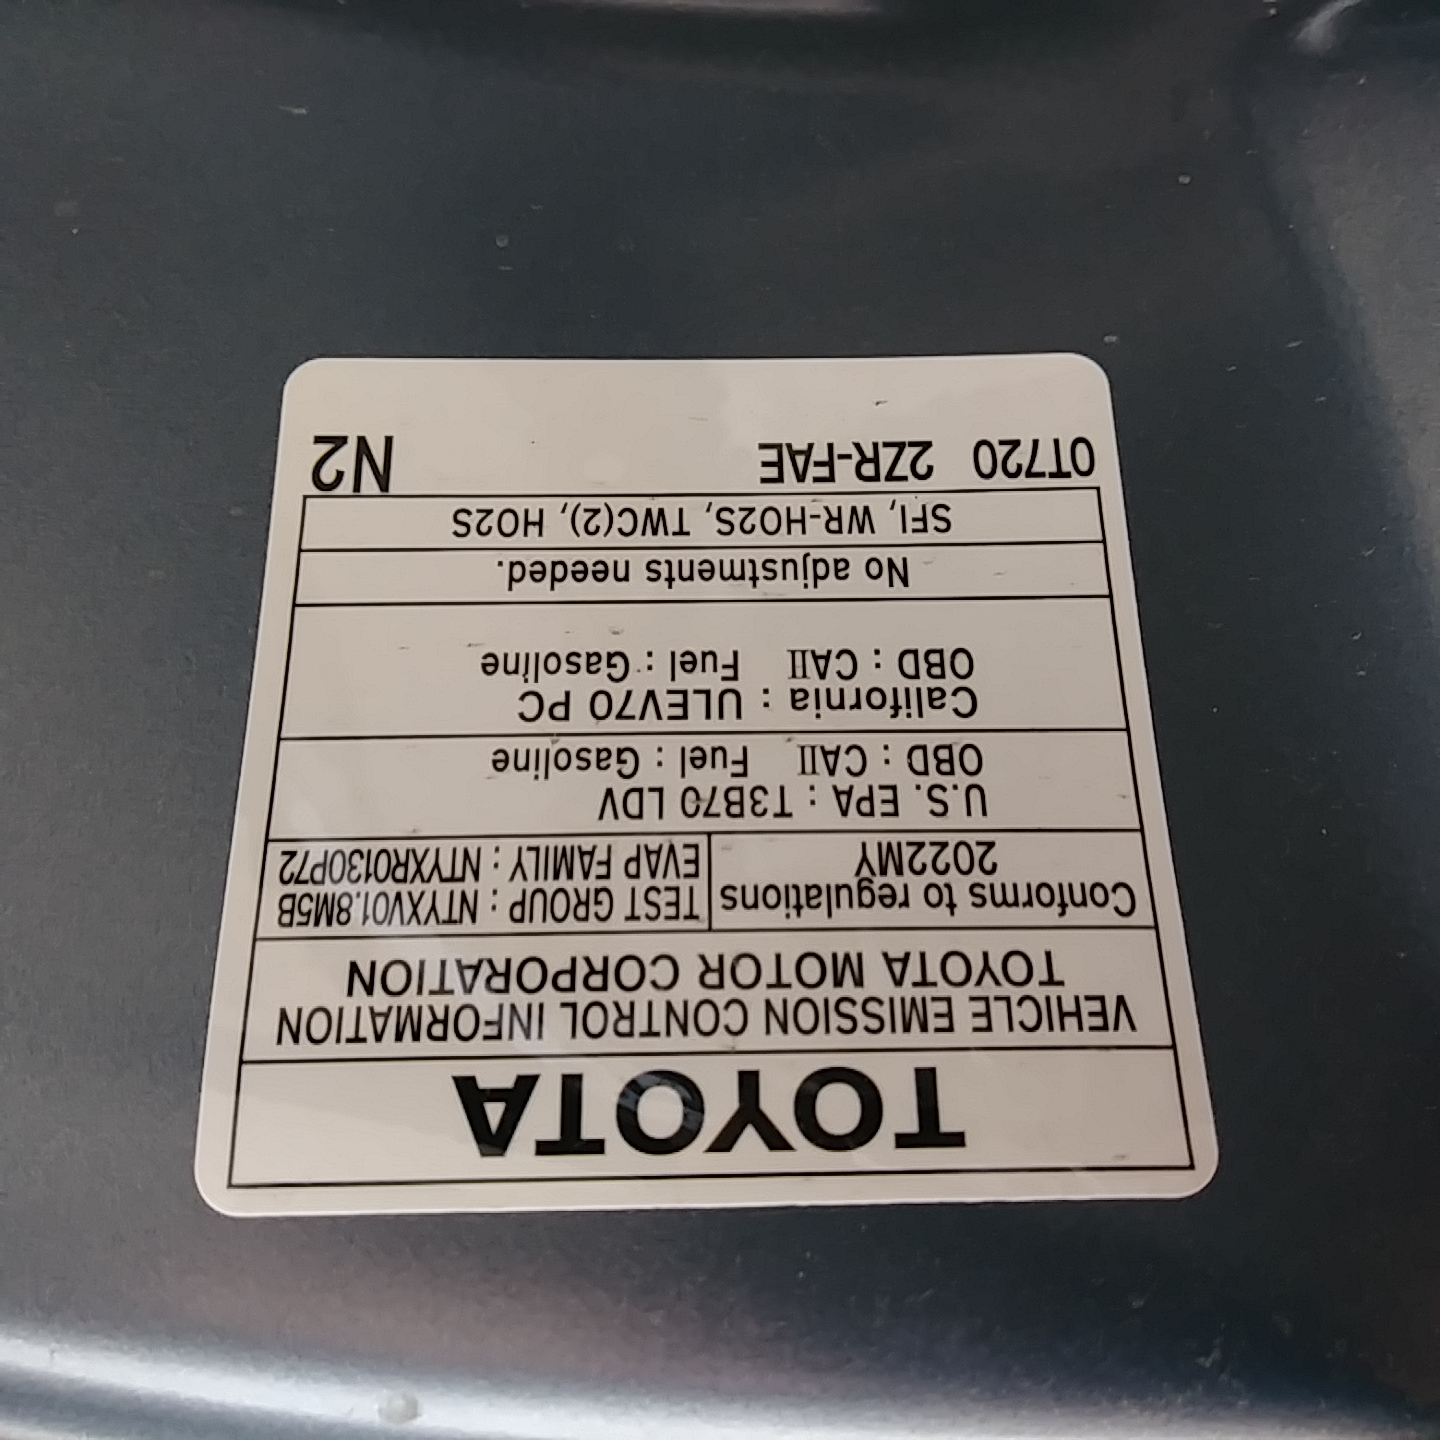 TOYOTA
VEHICLE EMISSION CONTROL INFORMATION
TOYOTA MOTOR CORPORATION
Conforms to regulations
2022MY
TEST GROUP : NTYXV01.8M5B
EVAP FAMILY : NTYXR0130P72
U.S. EPA : T3B70 LDV
OBD : CAII Fuel : Gasoline
California : ULEV70 PC
OBD : CAII Fuel : Gasoline
No adjustments needed.
SFI, WR-HO2S, TWC(2), HO2S
0T720 2ZR-FAE N2